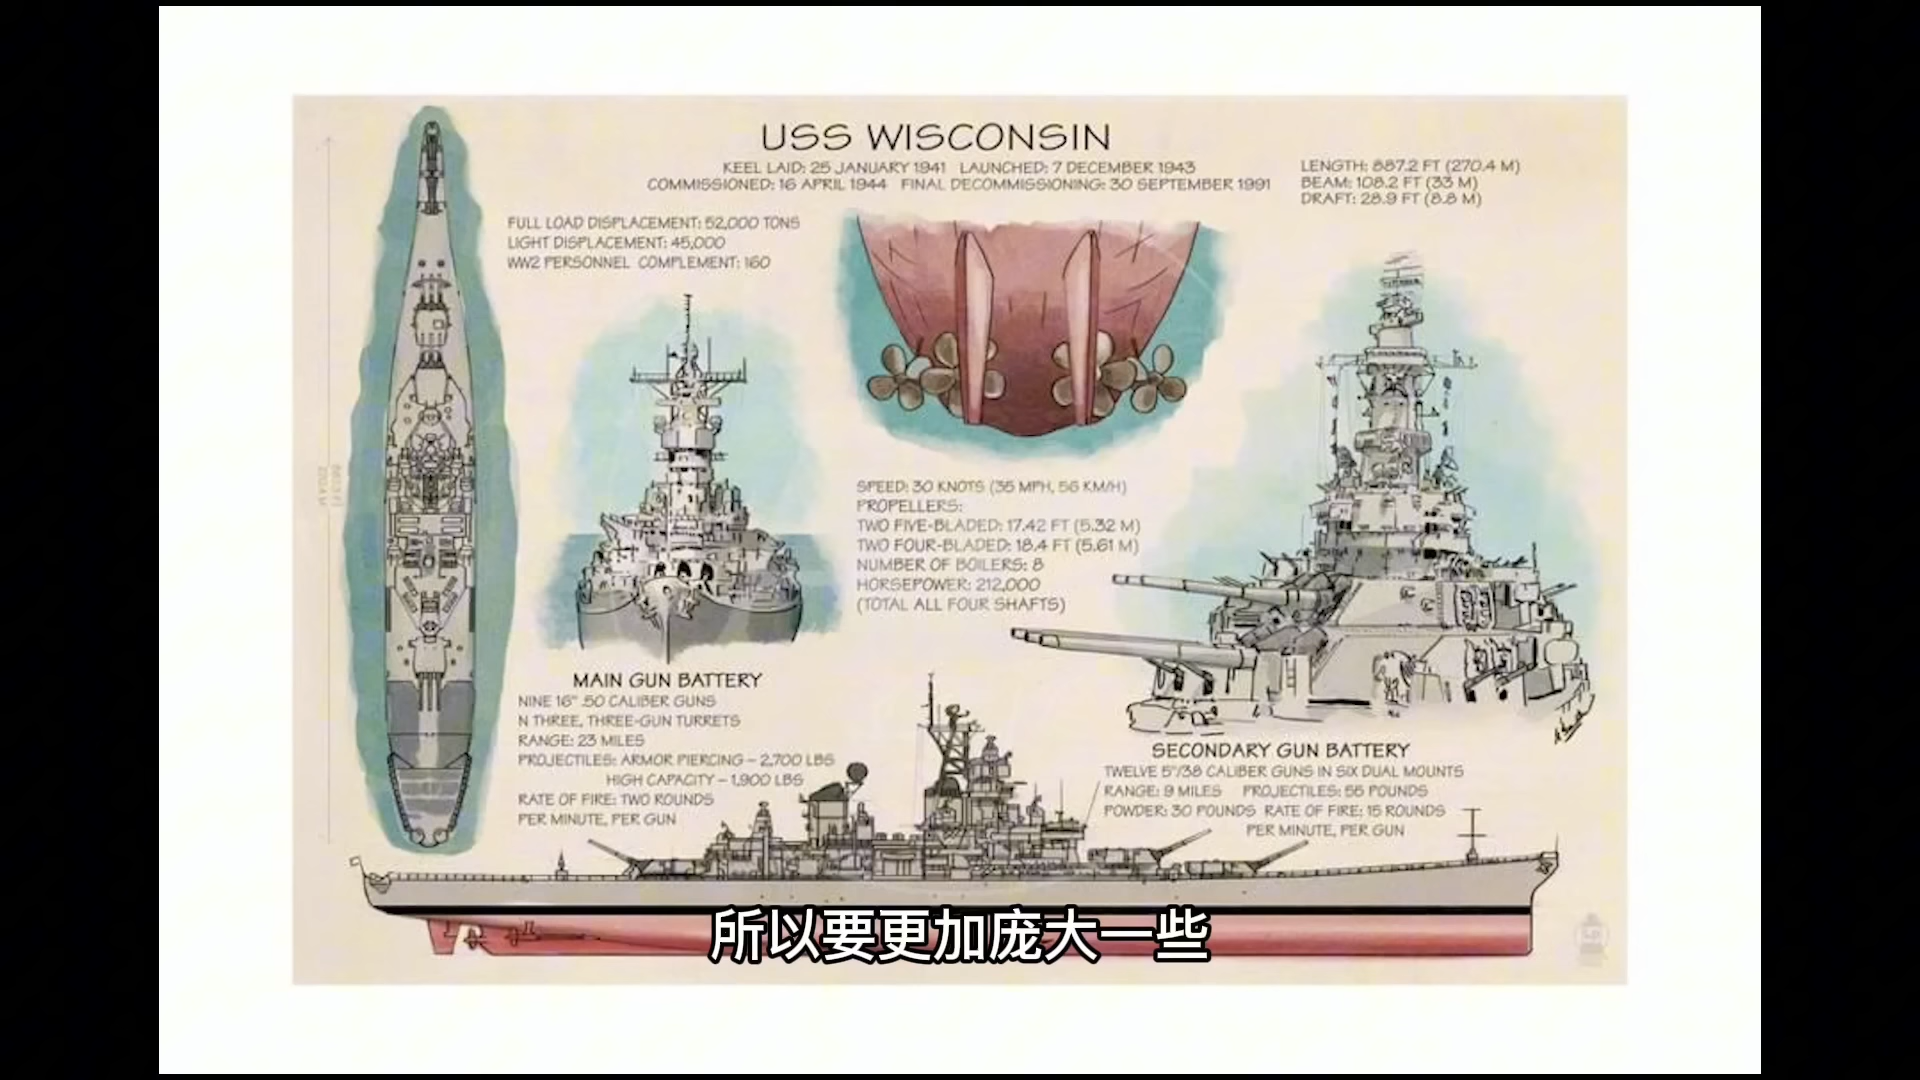 USS WISCONSIN
KEEL LAID: 25 JANUARY 1941 LAUNCHED: 7 DECEMBER 1943
COMMISSIONED: 16 APRIL 1944 FINAL DECOMMISSIONING: 30 SEPTEMBER 1991
LENGTH: 887.2 FT (270.4 M)
BEAM: 108.2 FT (33 M)
DRAFT: 28.9 FT (8.8 M)
FULL LOAD DISPLACEMENT: 52,000 TONS
LIGHT DISPLACEMENT: 45,000
WW2 PERSONNEL COMPLEMENT: 160
SPEED: 30 KNOTS (35 MPH, 56 KM/H)
PROPELLERS:
TWO FIVE-BLADED: 17.42 FT (5.32 M)
TWO FOUR-BLADED: 18.4 FT (5.61 M)
NUMBER OF BOILERS: 8
HORSEPOWER: 212,000
(TOTAL ALL FOUR SHAFTS)
MAIN GUN BATTERY
NINE 16" .50 CALIBER GUNS
N THREE, THREE-GUN TURRETS
RANGE: 23 MILES
PROJECTILES: ARMOR PIERCING – 2,700 LBS
HIGH CAPACITY – 1,900 LBS
RATE OF FIRE: TWO ROUNDS
PER MINUTE, PER GUN
SECONDARY GUN BATTERY
TWELVE 5"/38 CALIBER GUNS IN SIX DUAL MOUNTS
RANGE: 9 MILES PROJECTILES: 55 POUNDS
POWDER: 30 POUNDS RATE OF FIRE: 15 ROUNDS
PER MINUTE, PER GUN
所以要更加庞大一些